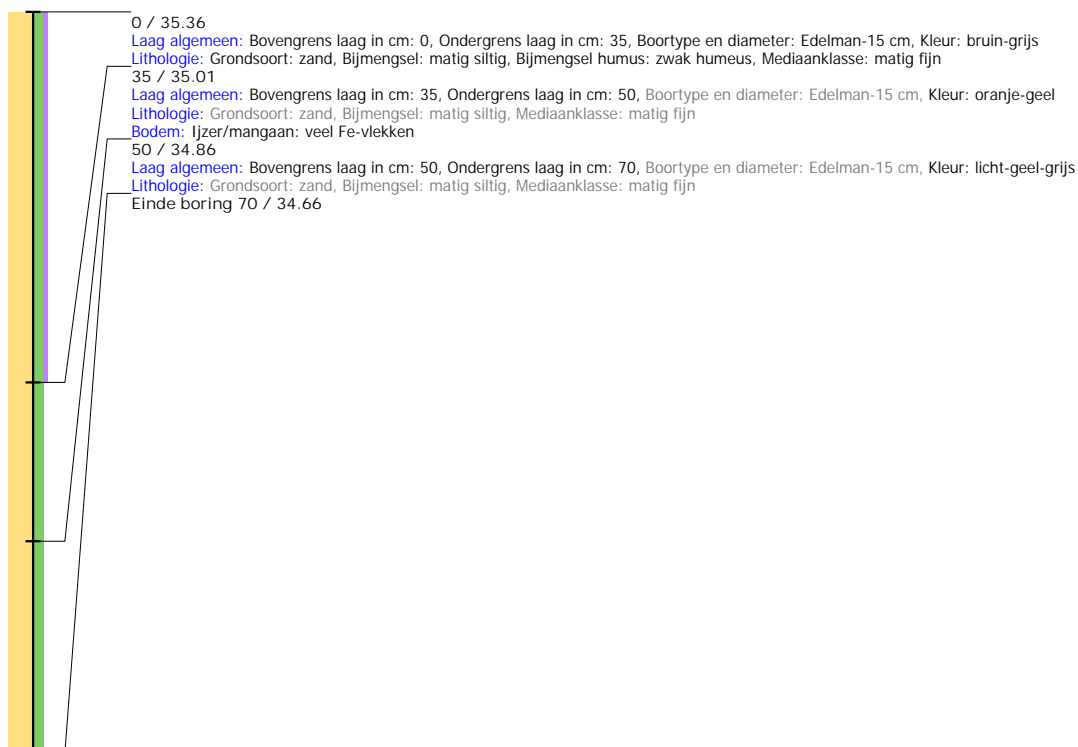 0 / 35.36
Laag algemeen: Bovengrens laag in cm: 0, Ondergrens laag in cm: 35, Boortype en diameter: Edelman-15 cm, Kleur: bruin-grijs
Lithologie: Grondsoort: zand, Bijmengsel: matig siltig, Bijmengsel humus: zwak humeus, Mediaanklasse: matig fijn
35 / 35.01
Laag algemeen: Bovengrens laag in cm: 35, Ondergrens laag in cm: 50, Boortype en diameter: Edelman-15 cm, Kleur: oranje-geel
Lithologie: Grondsoort: zand, Bijmengsel: matig siltig, Mediaanklasse: matig fijn
Bodem: Ijzer/mangaan: veel Fe-vlekken
50 / 34.86
Laag algemeen: Bovengrens laag in cm: 50, Ondergrens laag in cm: 70, Boortype en diameter: Edelman-15 cm, Kleur: licht-geel-grijs
Lithologie: Grondsoort: zand, Bijmengsel: matig siltig, Mediaanklasse: matig fijn
Einde boring 70 / 34.66